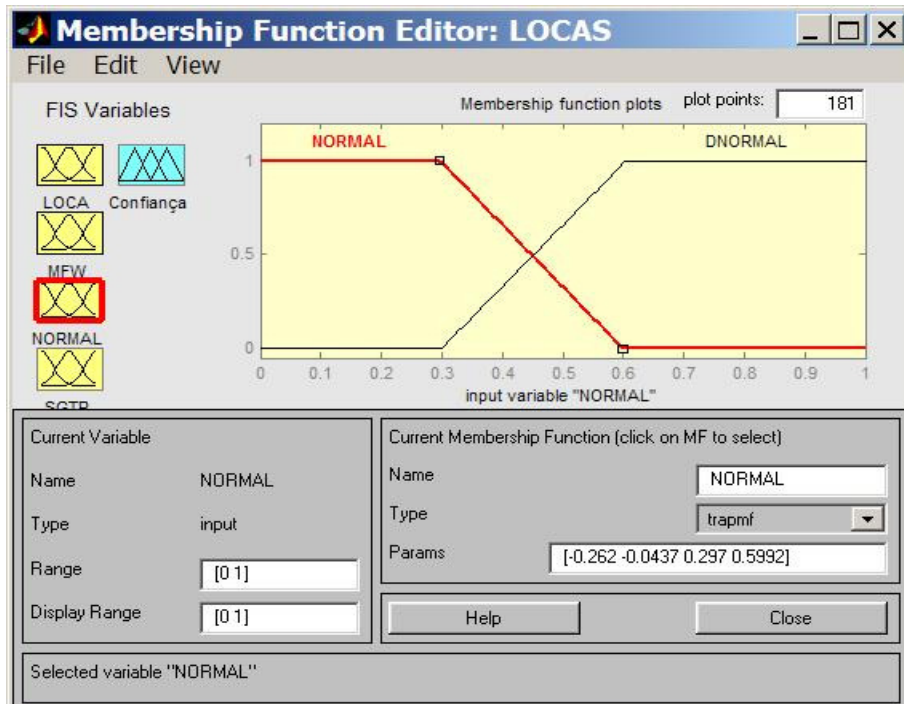 Membership Function Editor: LOCAS
File Edit View
FIS Variables
Membership function plots plot points: 181
LOCA Confiança
MFW
NORMAL
SGTR
NORMAL DNORMAL
1
0.5
0
0 0.1 0.2 0.3 0.4 0.5 0.6 0.7 0.8 0.9 1
input variable "NORMAL"
Current Variable
Name NORMAL
Type input
Range [0 1]
Display Range [0 1]
Current Membership Function (click on MF to select)
Name NORMAL
Type trapmf
Params [-0.262 -0.0437 0.297 0.5992]
Help Close
Selected variable "NORMAL"